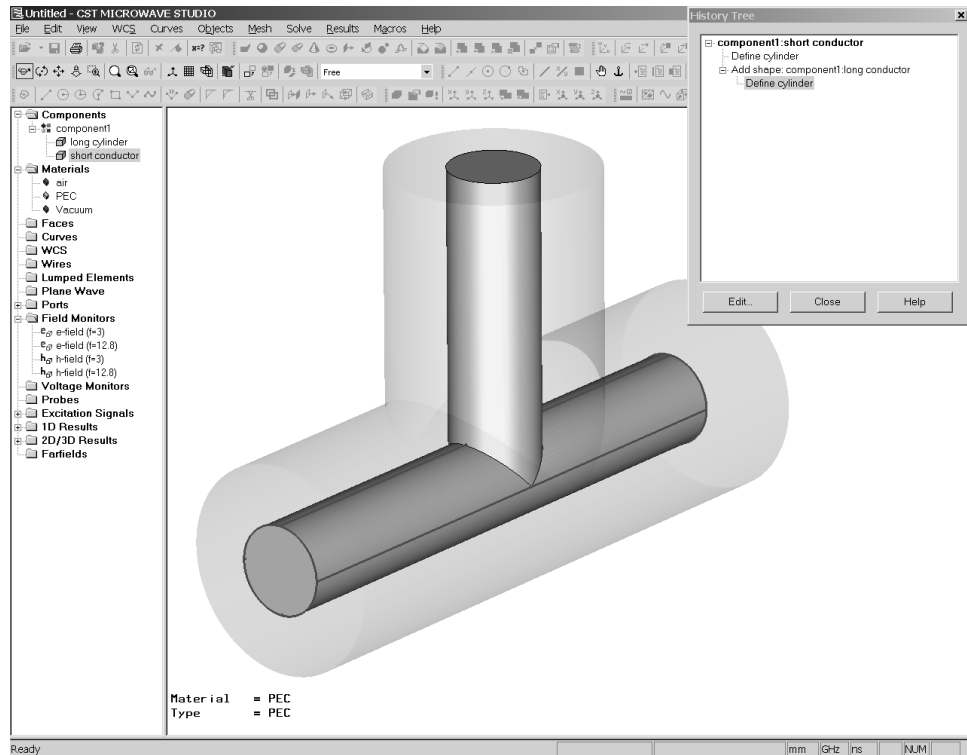 Untitled - CST MICROWAVE STUDIO
File Edit View WCS Curves Objects Mesh Solve Results Macros Help
x=? Free
Components
component1
long cylinder
short conductor
Materials
air
PEC
Vacuum
Faces
Curves
WCS
Wires
Lumped Elements
Plane Wave
Ports
Field Monitors
e-field (f=3)
e-field (f=12.8)
h-field (f=3)
h-field (f=12.8)
Voltage Monitors
Probes
Excitation Signals
1D Results
2D/3D Results
Farfields
Material = PEC
Type = PEC
History Tree
component1:short conductor
Define cylinder
Add shape: component1:long conductor
Define cylinder
Edit... Close Help
Ready mm GHz ns NUM